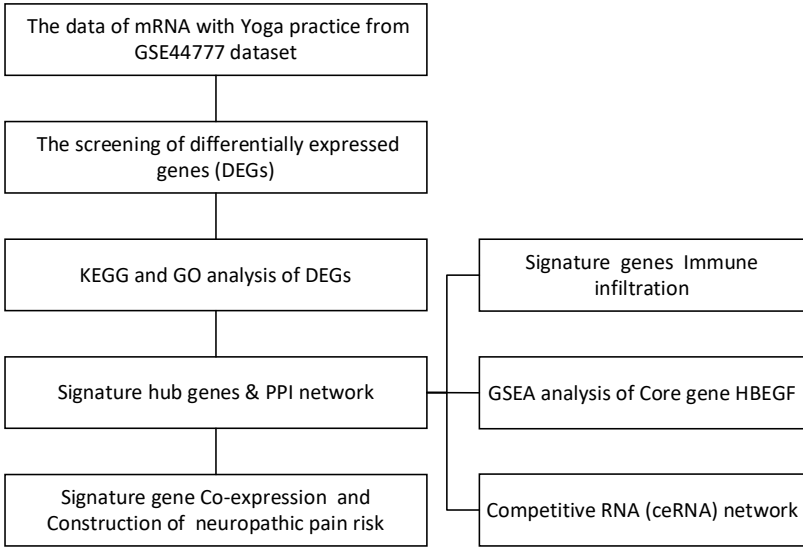 The data of mRNA with Yoga practice from
GSE44777 dataset
The screening of differentially expressed
genes (DEGs)
KEGG and GO analysis of DEGs
Signature hub genes & PPI network
Signature gene Co-expression and
Construction of neuropathic pain risk
Signature genes Immune
infiltration
GSEA analysis of Core gene HBEGF
Competitive RNA (ceRNA) network